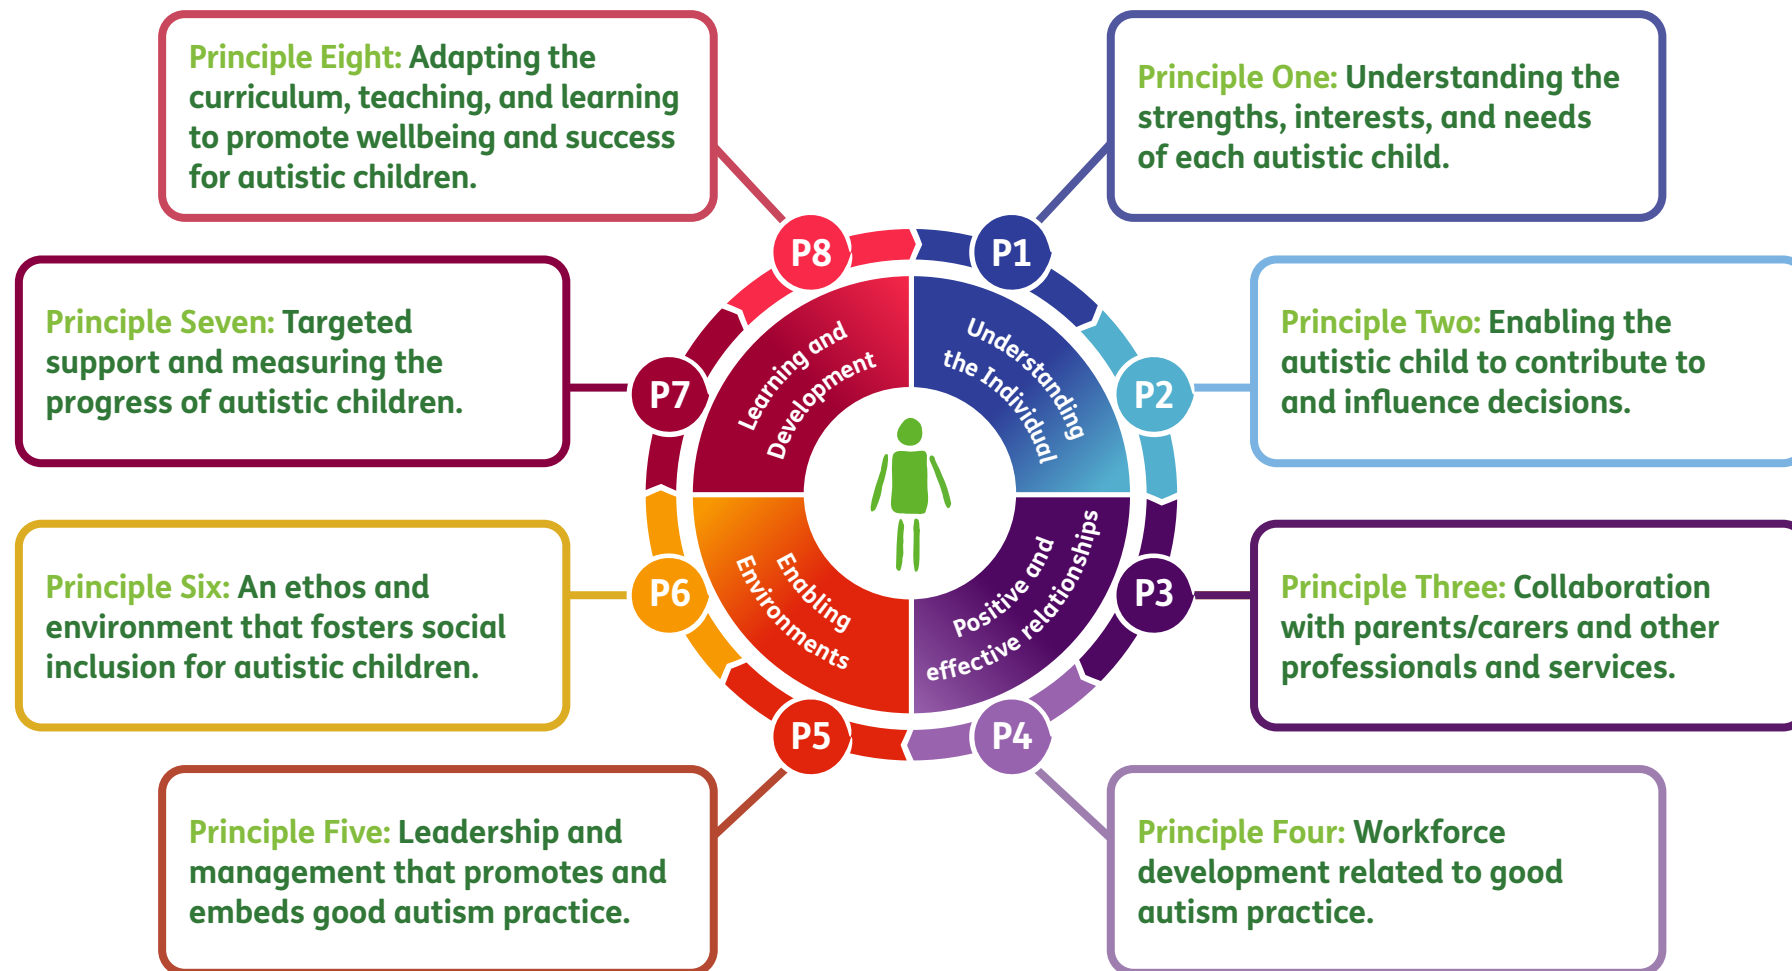 Principle One: Understanding the
strengths, interests, and needs
of each autistic child.
Principle Two: Enabling the
autistic child to contribute to
and influence decisions.
Principle Three: Collaboration
with parents/carers and other
professionals and services.
Principle Four: Workforce
development related to good
autism practice.
Principle Five: Leadership and
management that promotes and
embeds good autism practice.
Principle Six: An ethos and
environment that fosters social
inclusion for autistic children.
Principle Seven: Targeted
support and measuring the
progress of autistic children.
Principle Eight: Adapting the
curriculum, teaching, and learning
to promote wellbeing and success
for autistic children.
P1
P2
P3
P4
P5
P6
P7
P8
Understanding
the Individual
Positive and
effective relationships
Enabling
Environments
Learning and
Development